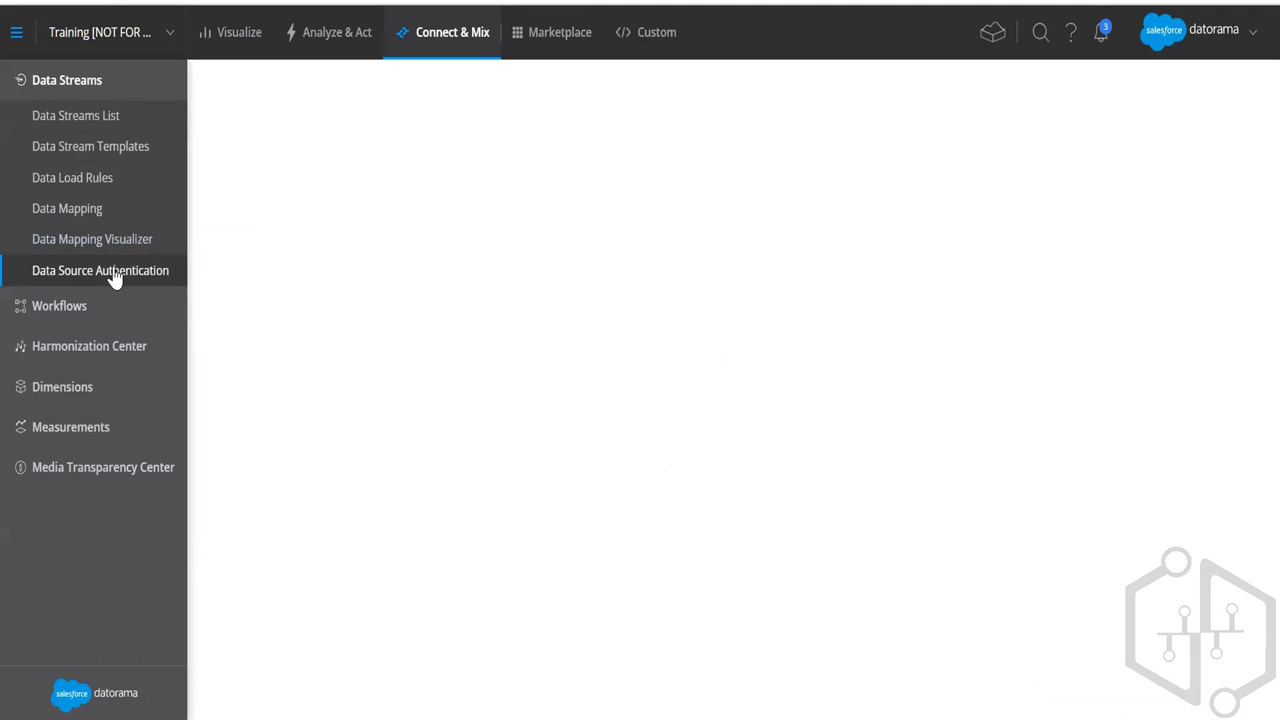 Training [NOT FOR ...
Visualize
Analyze & Act
Connect & Mix
Marketplace
Custom
3
salesforce datorama
Data Streams
Data Streams List
Data Stream Templates
Data Load Rules
Data Mapping
Data Mapping Visualizer
Data Source Authentication
Workflows
Harmonization Center
Dimensions
Measurements
Media Transparency Center
salesforce datorama